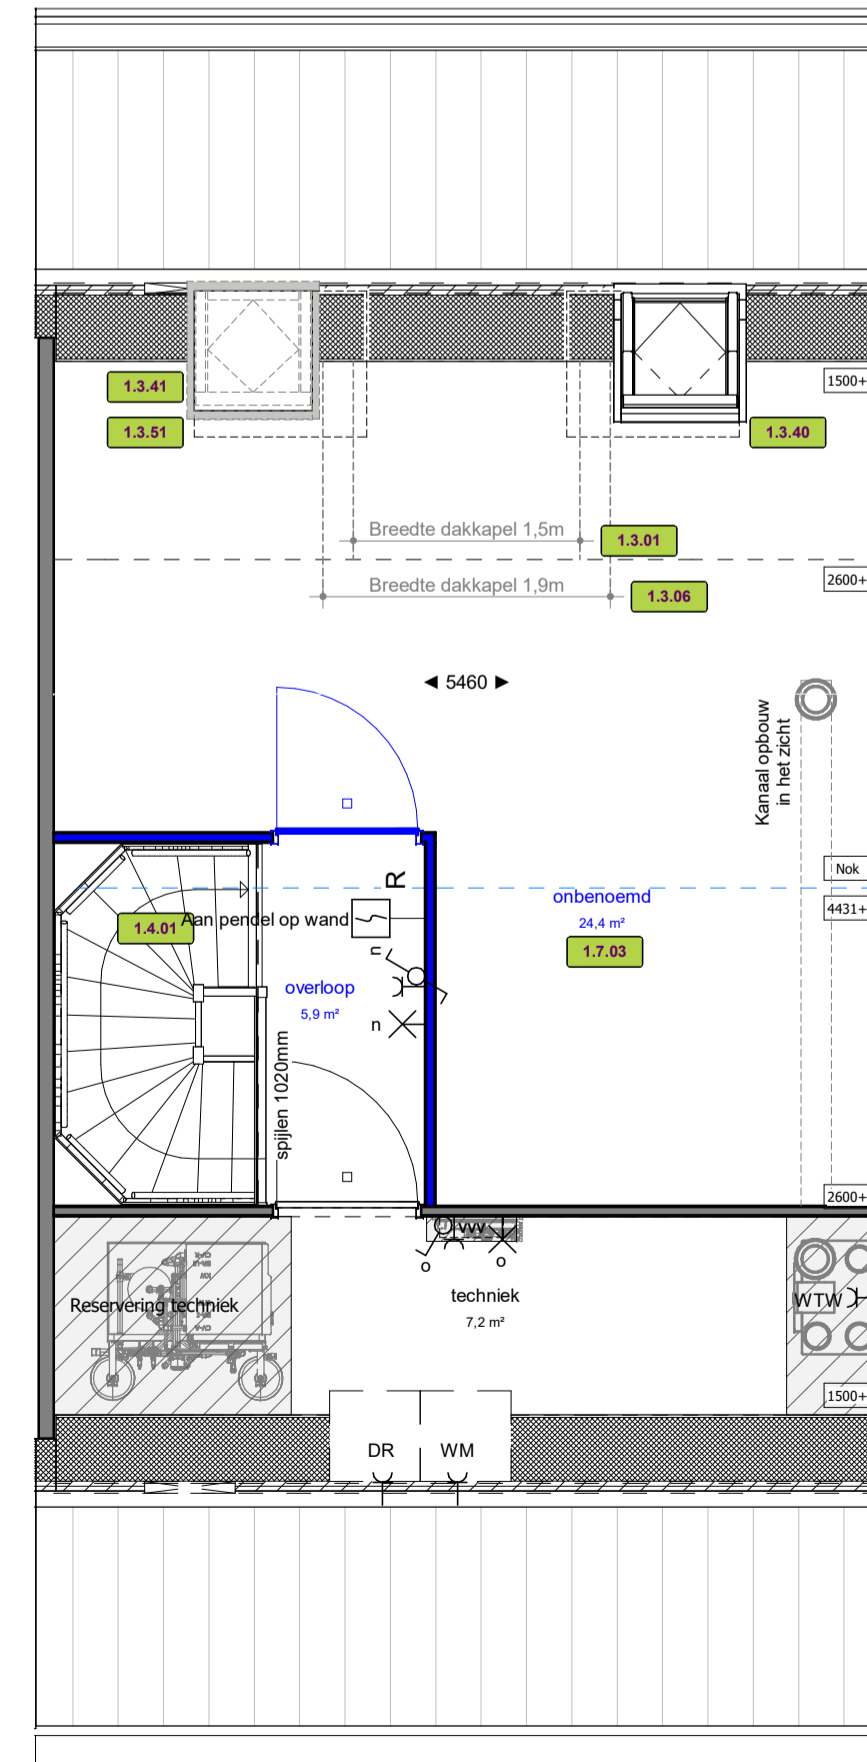 1.3.41
1500+
1.3.51
1.3.40
Breedte dakkapel 1,5m
1.3.01
2600+
Breedte dakkapel 1,9m
1.3.06
◄ 5460 ►
Kanaal opbouw
in het zicht
Nok
4431+
R
onbenoemd
24,4 m²
1.7.03
1.4.01
Aan pendel op wand
n
overloop
5,9 m²
n
spijlen 1020mm
2600+
VVV
o
o
techniek
7,2 m²
Reservering techniek
WTW
1500+
DR
WM